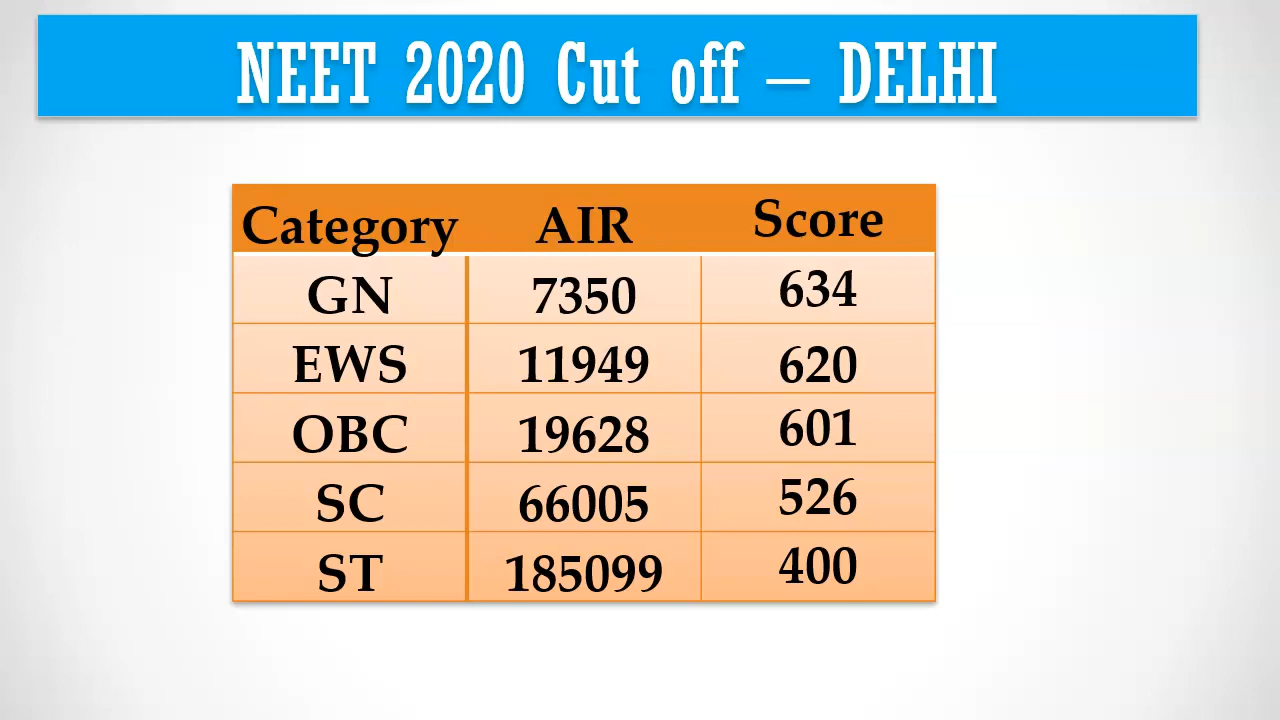 NEET 2020 Cut off – DELHI
Category AIR Score
GN 7350 634
EWS 11949 620
OBC 19628 601
SC 66005 526
ST 185099 400